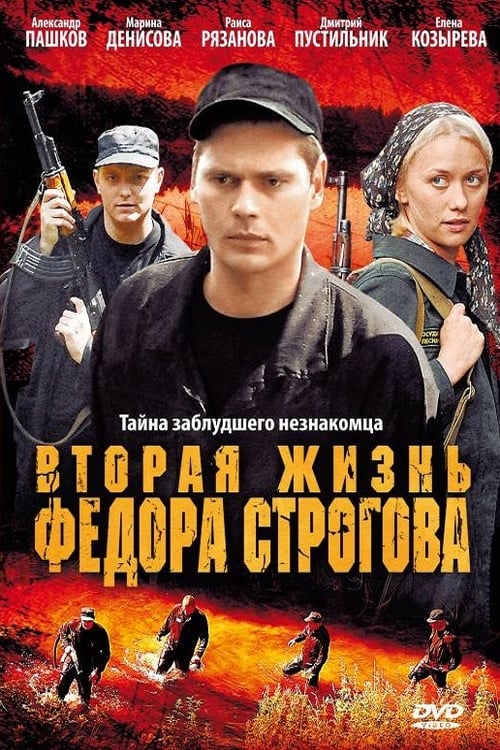 Александр Марина Раиса Дмитрий Елена
ПАШКОВ ДЕНИСОВА РЯЗАНОВА ПУСТИЛЬНИК КОЗЫРЕВА
Тайна заблудшего незнакомца
ВТОРАЯ ЖИЗНЬ
ФЕДОРА СТРОГОВА
DVD
VIDEO